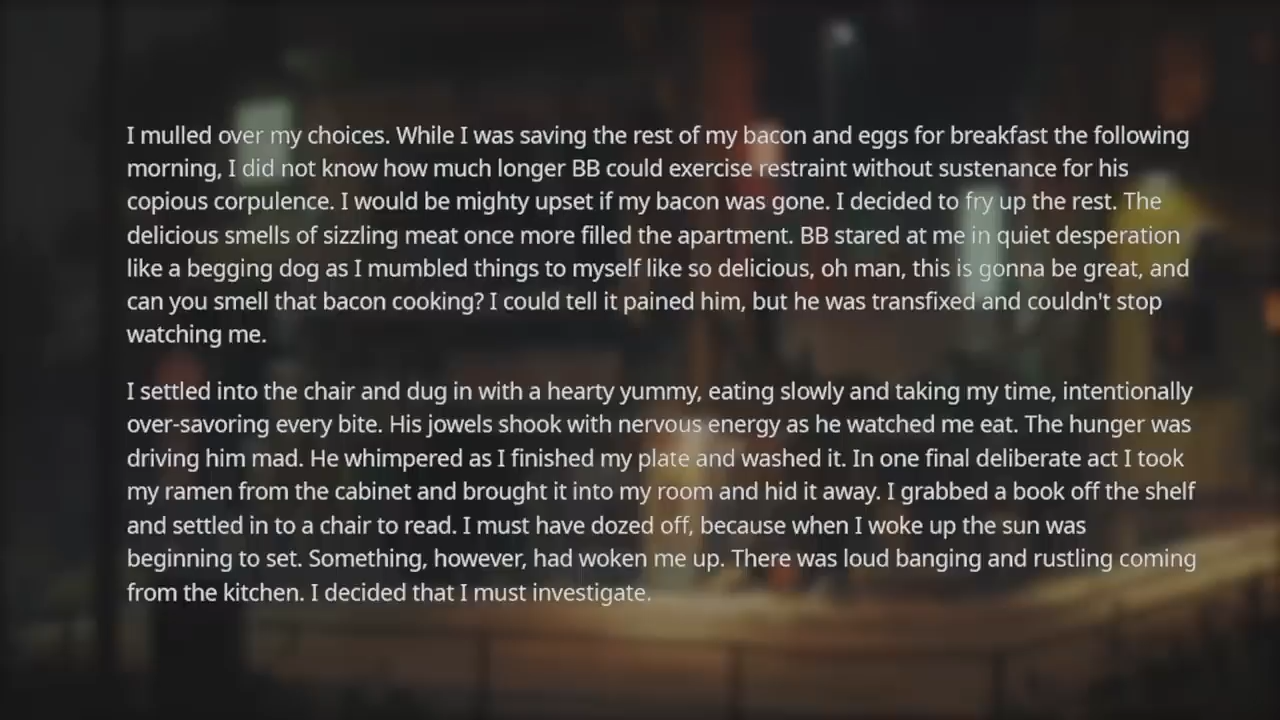 I mulled over my choices. While I was saving the rest of my bacon and eggs for breakfast the following
morning, I did not know how much longer BB could exercise restraint without sustenance for his
copious corpulence. I would be mighty upset if my bacon was gone. I decided to fry up the rest. The
delicious smells of sizzling meat once more filled the apartment. BB stared at me in quiet desperation
like a begging dog as I mumbled things to myself like so delicious, oh man, this is gonna be great, and
can you smell that bacon cooking? I could tell it pained him, but he was transfixed and couldn't stop
watching me.
I settled into the chair and dug in with a hearty yummy, eating slowly and taking my time, intentionally
over-savoring every bite. His jowels shook with nervous energy as he watched me eat. The hunger was
driving him mad. He whimpered as I finished my plate and washed it. In one final deliberate act I took
my ramen from the cabinet and brought it into my room and hid it away. I grabbed a book off the shelf
and settled in to a chair to read. I must have dozed off, because when I woke up the sun was
beginning to set. Something, however, had woken me up. There was loud banging and rustling coming
from the kitchen. I decided that I must investigate.